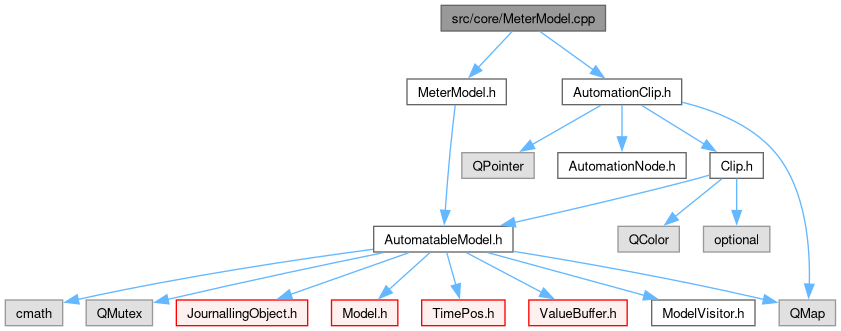 src/core/MeterModel.cpp
MeterModel.h
AutomationClip.h
QPointer
AutomationNode.h
Clip.h
AutomatableModel.h
QColor
optional
cmath
QMutex
JournallingObject.h
Model.h
TimePos.h
ValueBuffer.h
ModelVisitor.h
QMap